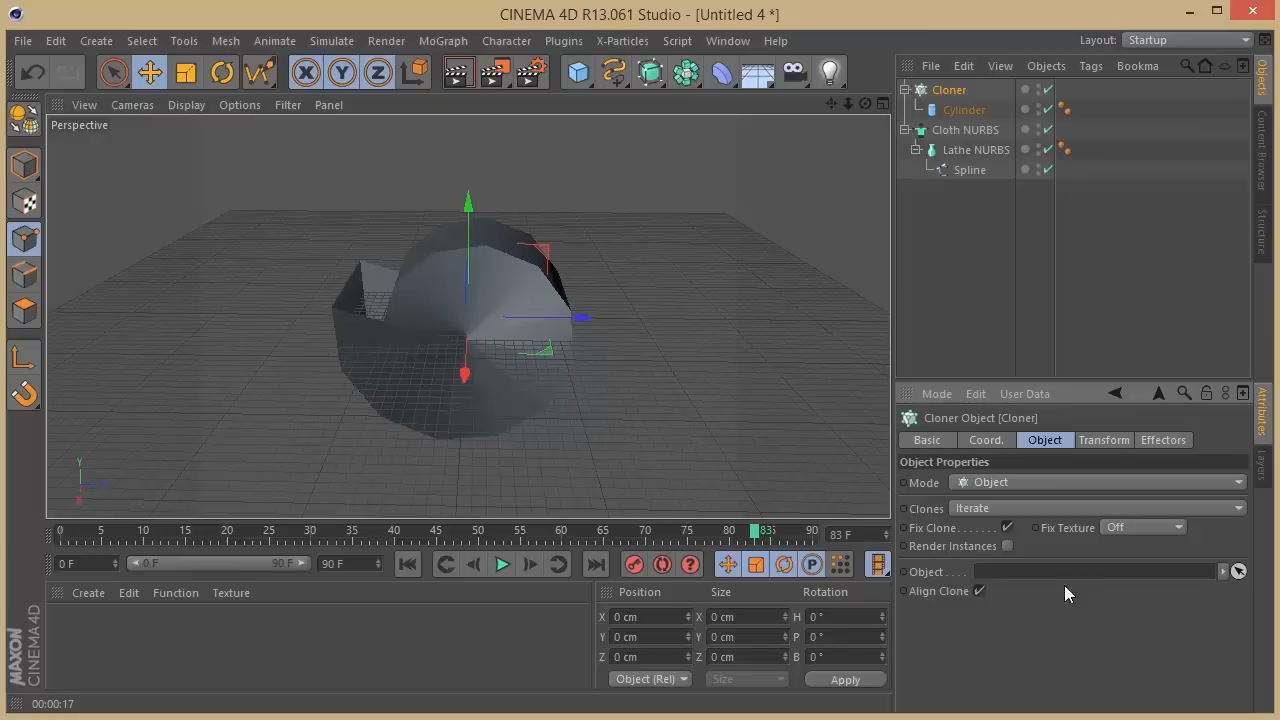 CINEMA 4D R13.061 Studio - [Untitled 4 *]
File Edit Create Select Tools Mesh Animate Simulate Render MoGraph Character Plugins X-Particles Script Window Help Layout: Startup
File Edit View Objects Tags Bookma
View Cameras Display Options Filter Panel
Perspective
Cloner
Cylinder
Cloth NURBS
Lathe NURBS
Spline
Objects
Content Browser
Structure
Mode Edit User Data
Cloner Object [Cloner]
Basic Coord. Object Transform Effectors
Object Properties
Mode Object
Clones Iterate
Fix Clone Fix Texture Off
Render Instances
Object
Align Clone
Attributes
Layers
Y
0 5 10 15 20 25 30 35 40 45 50 55 60 65 70 75 80 83 90 83 F
0 F 0 F 90 F 90 F
Create Edit Function Texture
Position Size Rotation
X 0 cm X 0 cm H 0 °
Y 0 cm Y 0 cm P 0 °
Z 0 cm Z 0 cm B 0 °
Object (Rel) Size Apply
MAXON
CINEMA 4D
00:00:17